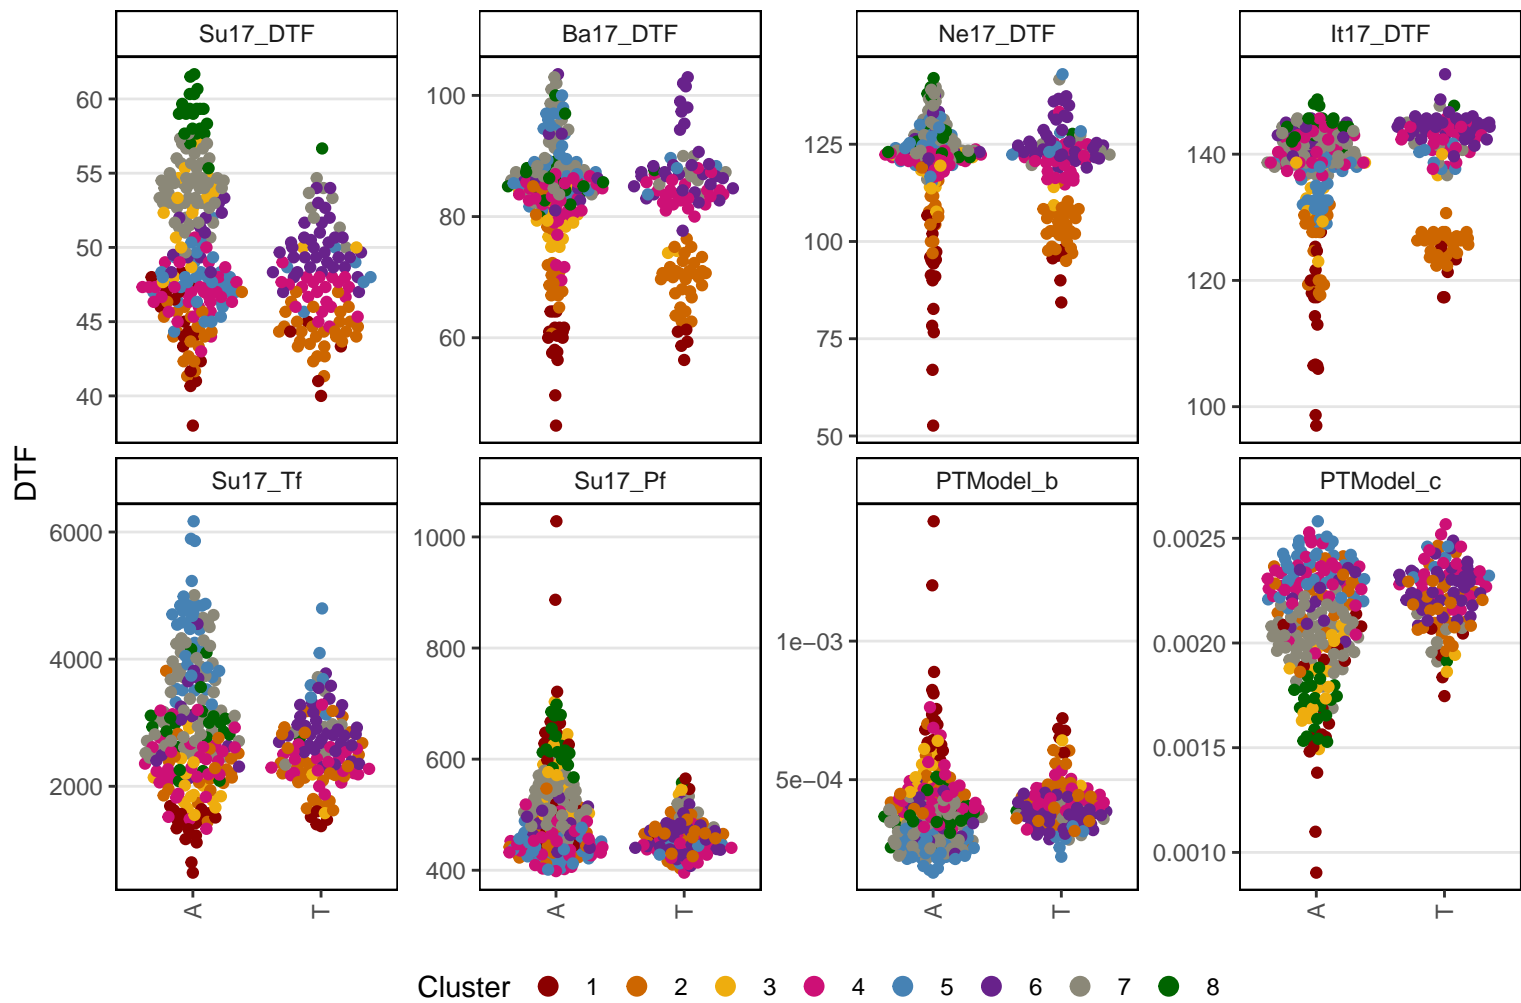 Su17_DTF
Ba17_DTF
Ne17_DTF
It17_DTF
60
55
50
45
40
100
80
60
125
100
75
50
140
120
100
DTF
Su17_Tf
Su17_Pf
PTModel_b
PTModel_c
6000
4000
2000
1000
800
600
400
1e−03
5e−04
0.0025
0.0020
0.0015
0.0010
A
T
A
T
A
T
A
T
Cluster 1 2 3 4 5 6 7 8